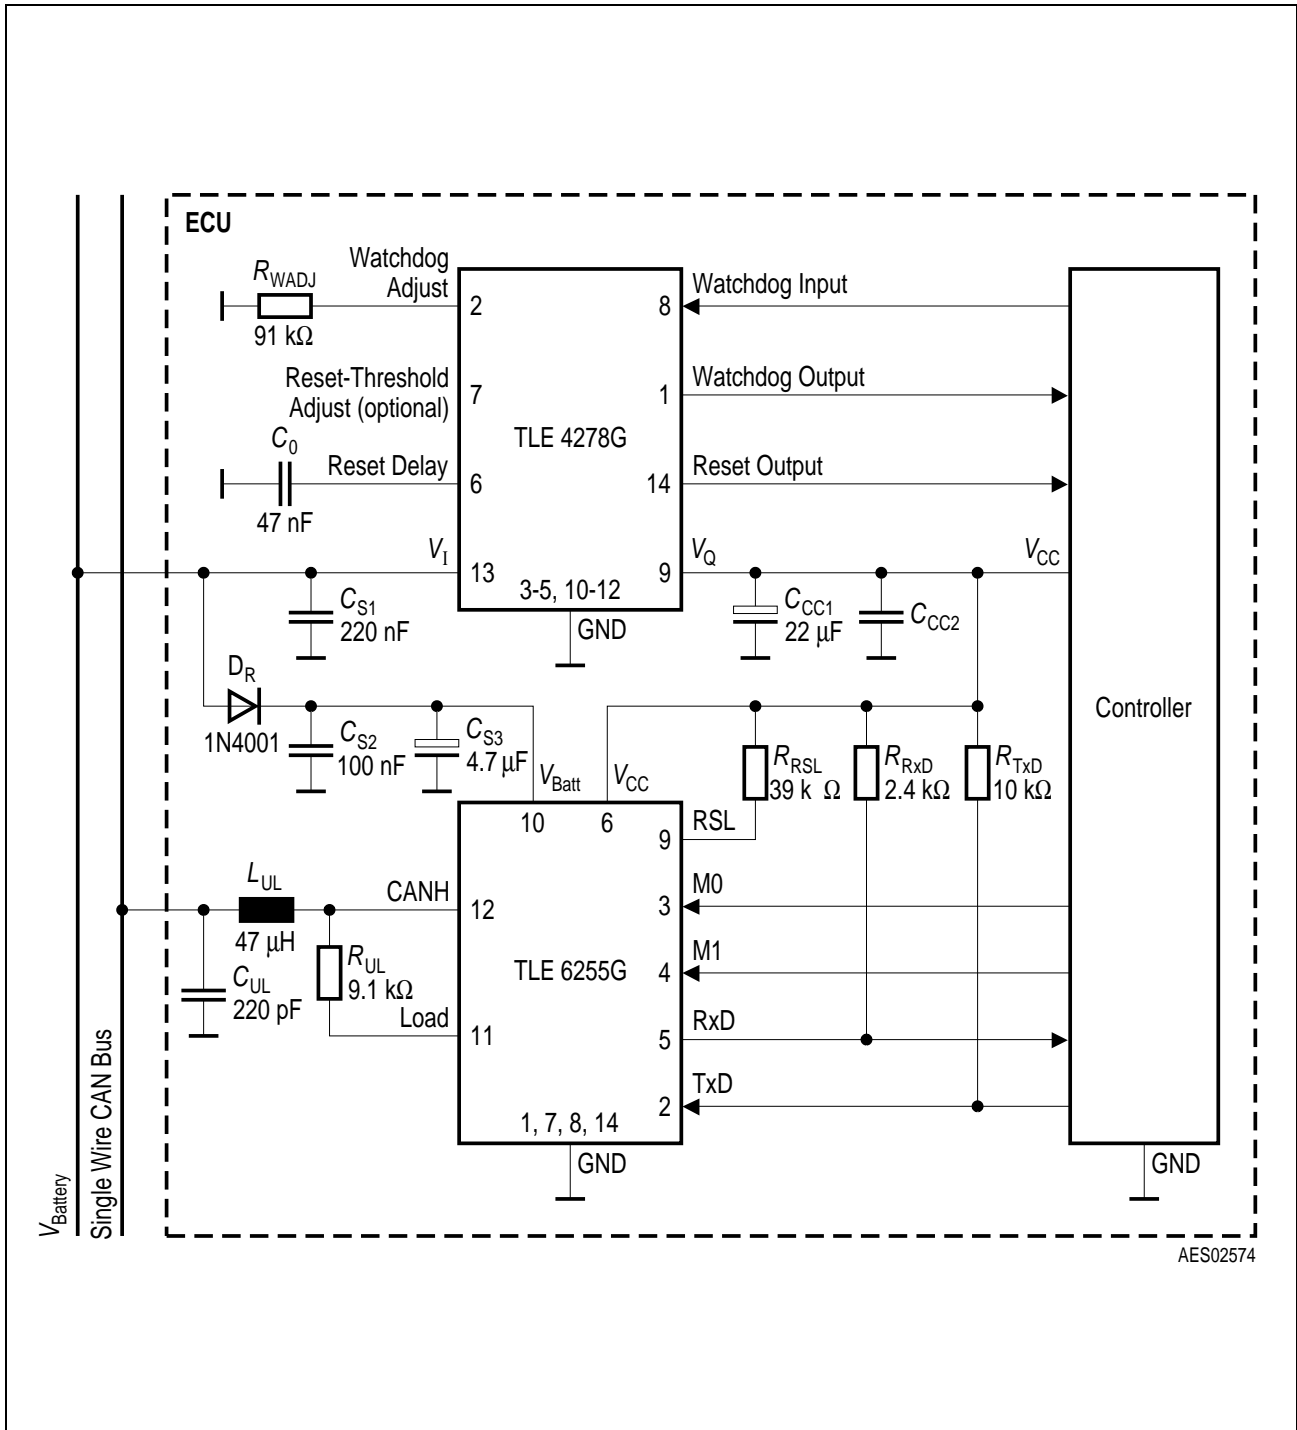 ECU
RWADJ
91 kΩ
Watchdog
Adjust
2
8
Watchdog Input
Reset-Threshold
Adjust (optional)
7
1
Watchdog Output
TLE 4278G
C0
47 nF
Reset Delay
6
14
Reset Output
VI
13
9
VQ
VCC
3-5, 10-12
GND
CS1
220 nF
CCC1
22 µF
CCC2
Controller
DR
1N4001
CS2
100 nF
CS3
4.7 µF
VBatt
VCC
RRSL
39 k Ω
RRxD
2.4 kΩ
RTxD
10 kΩ
10
6
9
RSL
LUL
47 µH
CANH
12
3
M0
CUL
220 pF
RUL
9.1 kΩ
TLE 6255G
4
M1
Load
11
5
RxD
2
TxD
1, 7, 8, 14
GND
GND
VBattery
Single Wire CAN Bus
AES02574